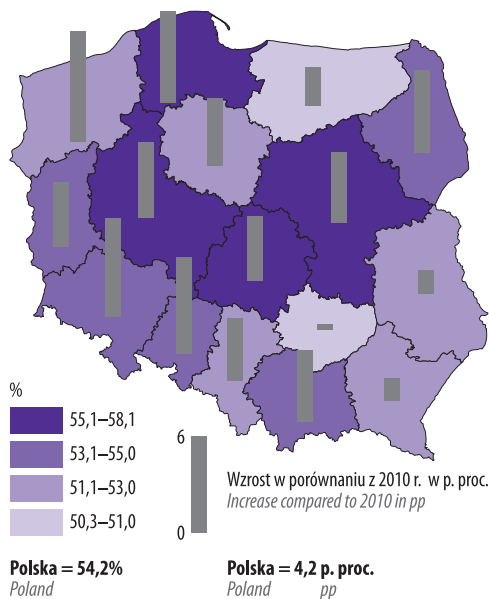 %
55,1–58,1
53,1–55,0
51,1–53,0
50,3–51,0
6
0
Wzrost w porównaniu z 2010 r. w p. proc.
Increase compared to 2010 in pp
Polska = 54,2%
Poland
Polska = 4,2 p. proc.
Poland pp